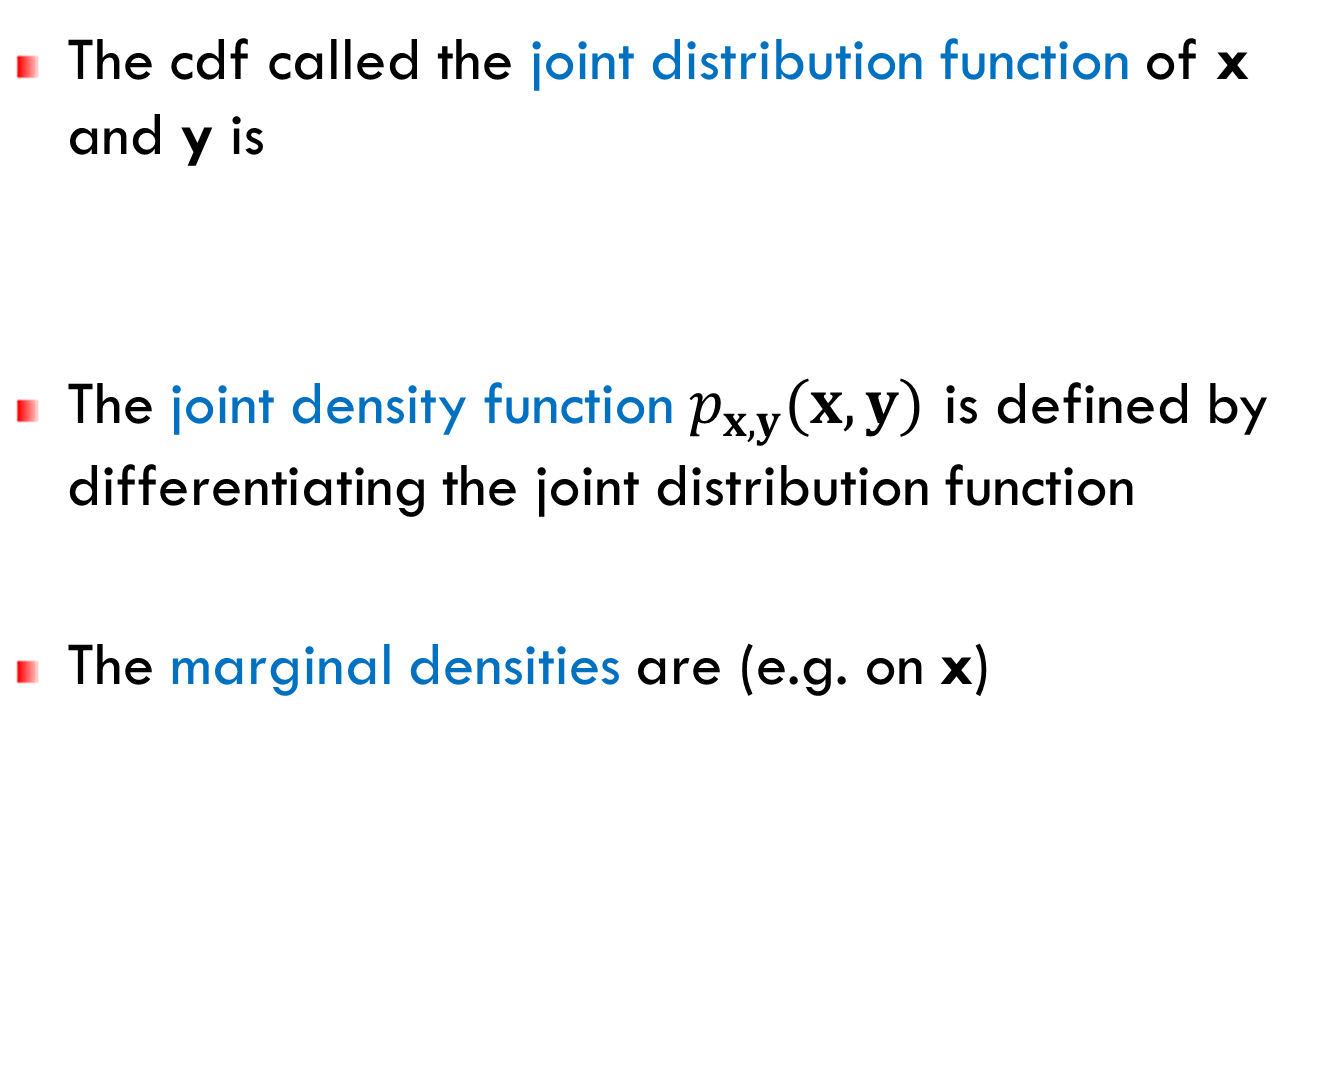 The cdf called the joint distribution function of x
and y is
The joint density function p_{x,y}(x, y) is defined by
differentiating the joint distribution function
The marginal densities are (e.g. on x)